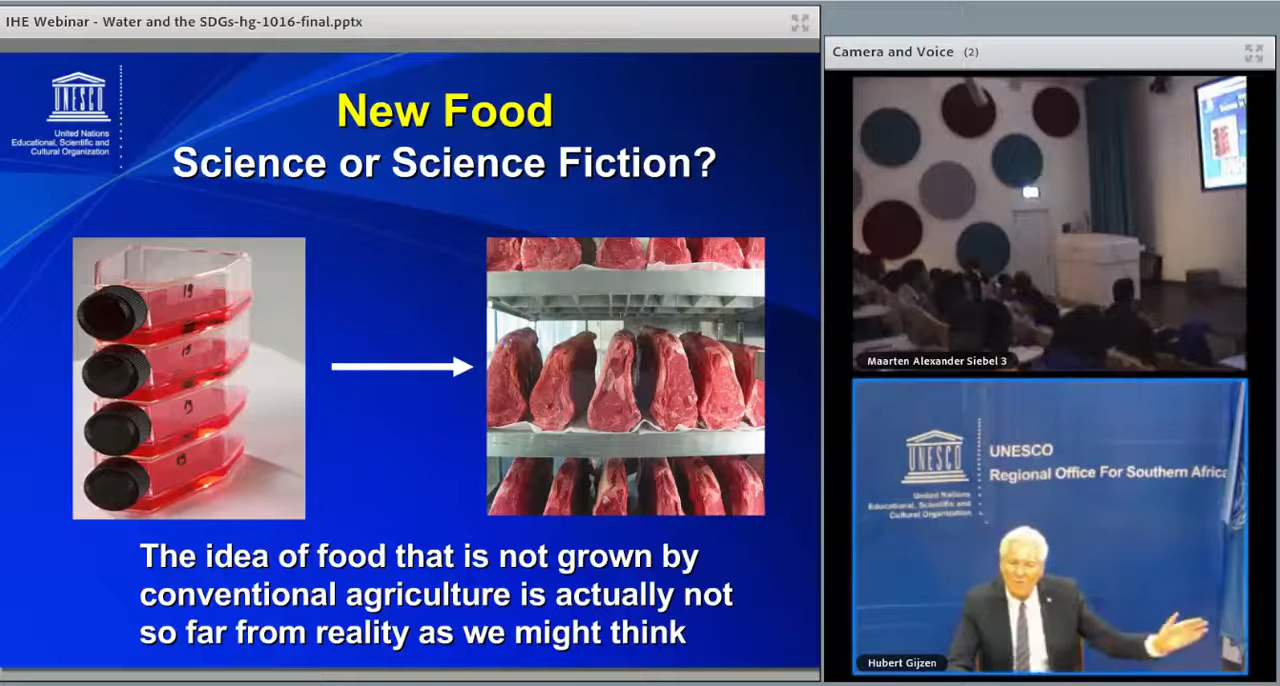 IHE Webinar - Water and the SDGs-hg-1016-final.pptx
UNESCO
United Nations
Educational, Scientific and
Cultural Organization
New Food
Science or Science Fiction?
19
19
The idea of food that is not grown by
conventional agriculture is actually not
so far from reality as we might think
Camera and Voice (2)
Maarten Alexander Siebel 3
UNESCO
United Nations
Educational, Scientific and
Cultural Organization
UNESCO
Regional Office For Southern Africa
Hubert Gijzen